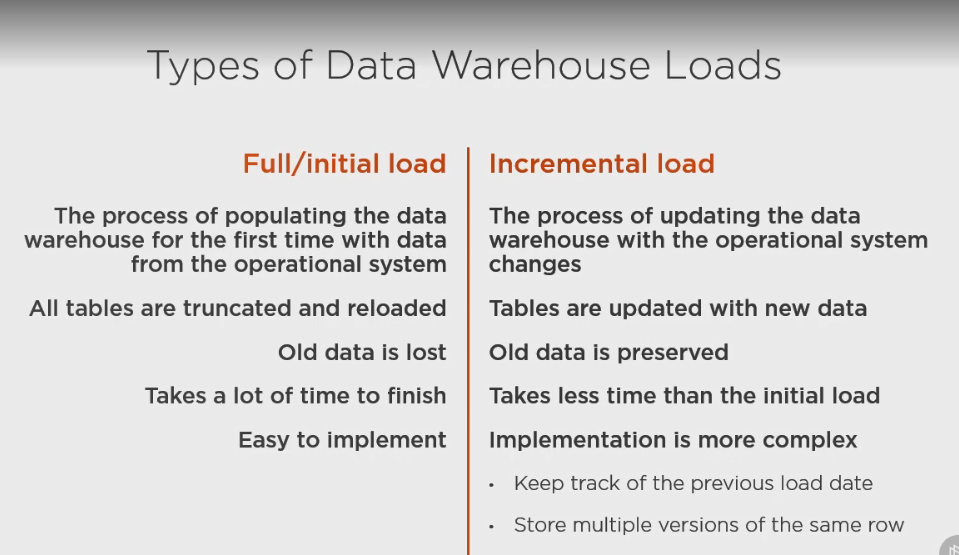 Types of Data Warehouse Loads
Full/initial load
The process of populating the data
warehouse for the first time with data
from the operational system
All tables are truncated and reloaded
Old data is lost
Takes a lot of time to finish
Easy to implement
Incremental load
The process of updating the data
warehouse with the operational system
changes
Tables are updated with new data
Old data is preserved
Takes less time than the initial load
Implementation is more complex
• Keep track of the previous load date
• Store multiple versions of the same row